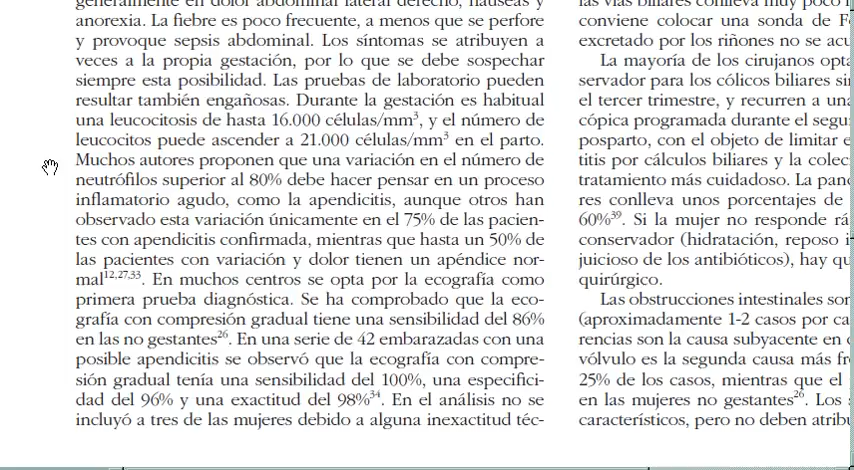 generalmente en dolor abdominal lateral derecho, náuseas y
anorexia. La fiebre es poco frecuente, a menos que se perfore
y provoque sepsis abdominal. Los síntomas se atribuyen a
veces a la propia gestación, por lo que se debe sospechar
siempre esta posibilidad. Las pruebas de laboratorio pueden
resultar también engañosas. Durante la gestación es habitual
una leucocitosis de hasta 16.000 células/mm³, y el número de
leucocitos puede ascender a 21.000 células/mm³ en el parto.
Muchos autores proponen que una variación en el número de
neutrófilos superior al 80% debe hacer pensar en un proceso
inflamatorio agudo, como la apendicitis, aunque otros han
observado esta variación únicamente en el 75% de las pacien-
tes con apendicitis confirmada, mientras que hasta un 50% de
las pacientes con variación y dolor tienen un apéndice nor-
mal12,27,33. En muchos centros se opta por la ecografía como
primera prueba diagnóstica. Se ha comprobado que la eco-
grafía con compresión gradual tiene una sensibilidad del 86%
en las no gestantes26. En una serie de 42 embarazadas con una
posible apendicitis se observó que la ecografía con compre-
sión gradual tenía una sensibilidad del 100%, una especifici-
dad del 96% y una exactitud del 98%34. En el análisis no se
incluyó a tres de las mujeres debido a alguna inexactitud téc-
las vías biliares conlleva muy poco
conviene colocar una sonda de
excretado por los riñones no se
La mayoría de los cirujanos
servador para los cólicos biliares
el tercer trimestre, y recurren a
cópica programada durante el
posparto, con el objeto de limitar
titis por cálculos biliares y la
tratamiento más cuidadoso. La
res conlleva unos porcentajes de
60%39. Si la mujer no responde
conservador (hidratación, reposo
juicioso de los antibióticos), hay
quirúrgico.
Las obstrucciones intestinales
(aproximadamente 1-2 casos por
rencias son la causa subyacente en
vólvulo es la segunda causa más
25% de los casos, mientras que el
en las mujeres no gestantes26. Los
característicos, pero no deben